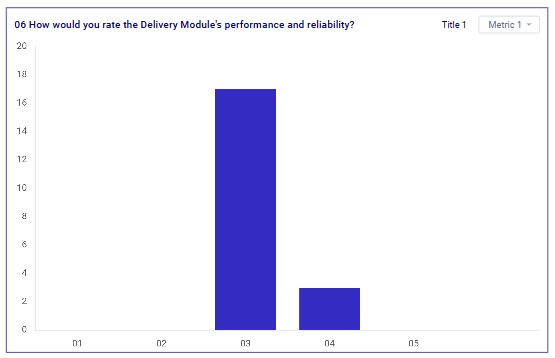 06 How would you rate the Delivery Module's performance and reliability?
Title 1
Metric 1
20
18
16
14
12
10
8
6
4
2
0
01 02 03 04 05